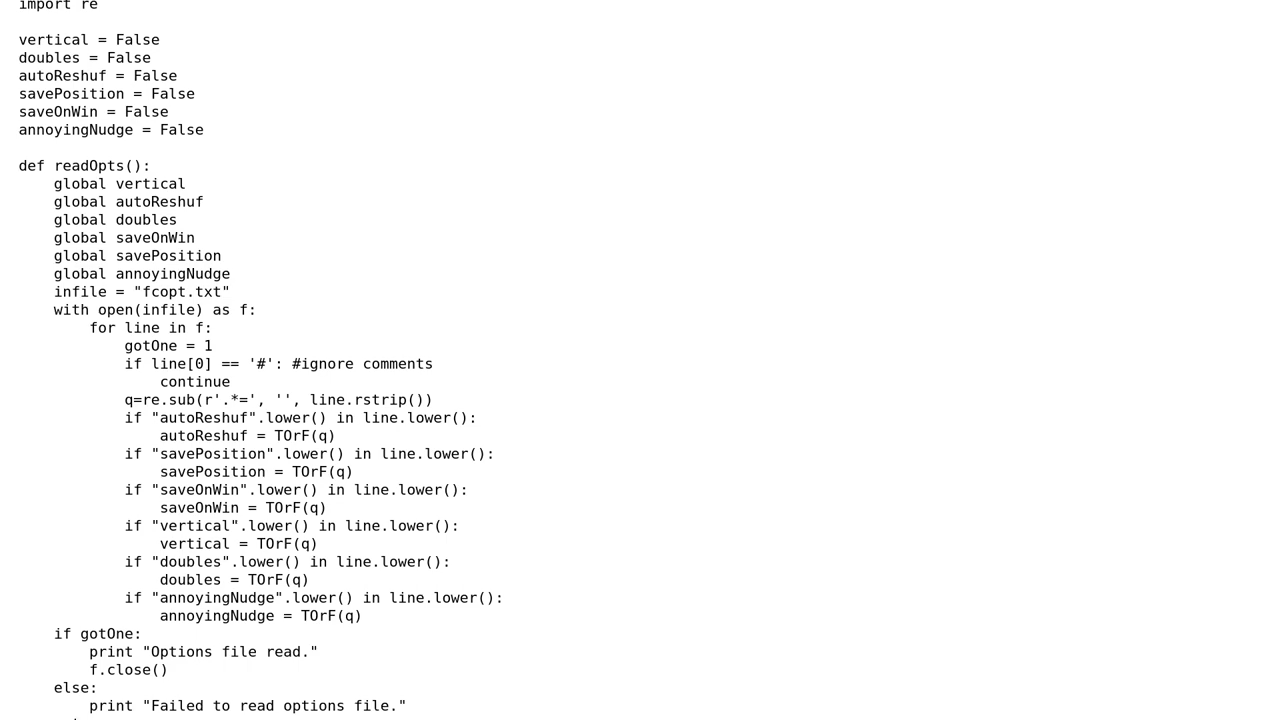 import re

vertical = False
doubles = False
autoReshuf = False
savePosition = False
saveOnWin = False
annoyingNudge = False

def readOpts():
    global vertical
    global autoReshuf
    global doubles
    global saveOnWin
    global savePosition
    global annoyingNudge
    infile = "fcopt.txt"
    with open(infile) as f:
        for line in f:
            gotOne = 1
            if line[0] == '#': #ignore comments
                continue
            q=re.sub(r'.*=', '', line.rstrip())
            if "autoReshuf".lower() in line.lower():
                autoReshuf = TOrF(q)
            if "savePosition".lower() in line.lower():
                savePosition = TOrF(q)
            if "saveOnWin".lower() in line.lower():
                saveOnWin = TOrF(q)
            if "vertical".lower() in line.lower():
                vertical = TOrF(q)
            if "doubles".lower() in line.lower():
                doubles = TOrF(q)
            if "annoyingNudge".lower() in line.lower():
                annoyingNudge = TOrF(q)
    if gotOne:
        print "Options file read."
        f.close()
    else:
        print "Failed to read options file."